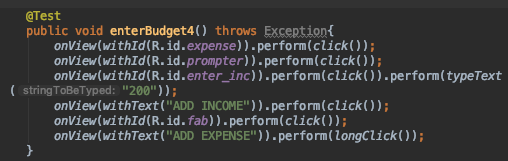 @Test
public void enterBudget4() throws Exception{
onView(withId(R.id.expense)).perform(click());
onView(withId(R.id.prompter)).perform(click());
onView(withId(R.id.enter_inc)).perform(click()).perform(typeText
( stringToBeTyped: "200"));
onView(withText("ADD INCOME")).perform(click());
onView(withId(R.id.fab)).perform(click());
onView(withText("ADD EXPENSE")).perform(longClick());
}